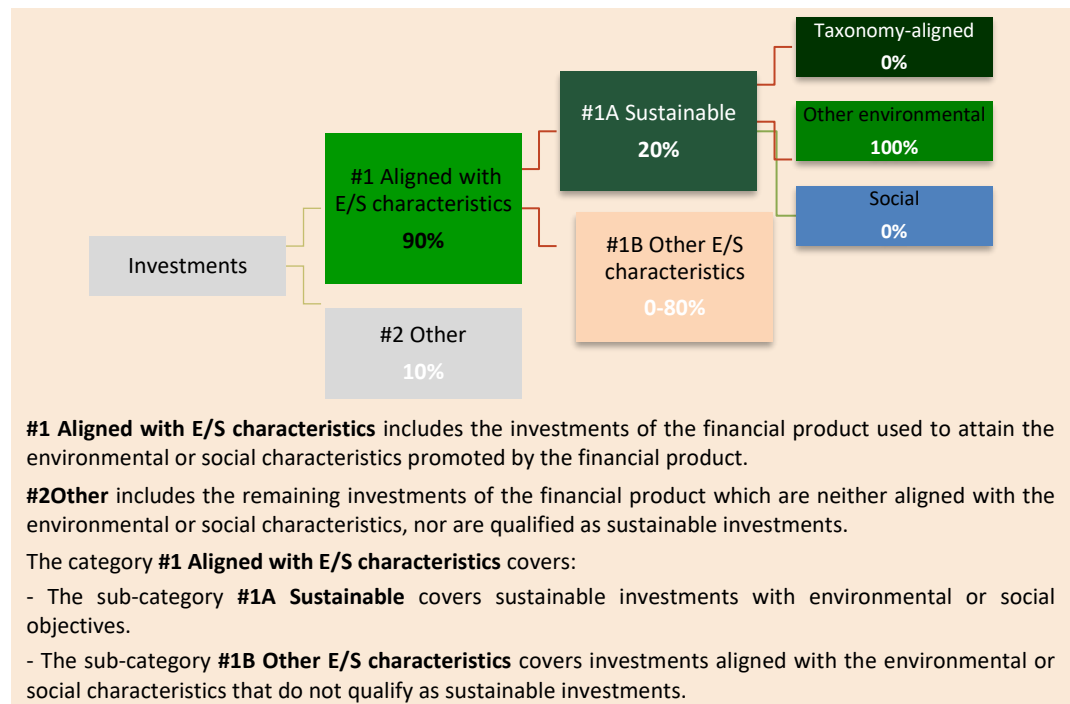 Taxonomy-aligned
0%
#1A Sustainable
20%
Other environmental
100%
#1 Aligned with
E/S characteristics
90%
Social
0%
Investments
#1B Other E/S
characteristics
0-80%
#2 Other
10%
#1 Aligned with E/S characteristics includes the investments of the financial product used to attain the
environmental or social characteristics promoted by the financial product.
#2Other includes the remaining investments of the financial product which are neither aligned with the
environmental or social characteristics, nor are qualified as sustainable investments.
The category #1 Aligned with E/S characteristics covers:
- The sub-category #1A Sustainable covers sustainable investments with environmental or social
objectives.
- The sub-category #1B Other E/S characteristics covers investments aligned with the environmental or
social characteristics that do not qualify as sustainable investments.